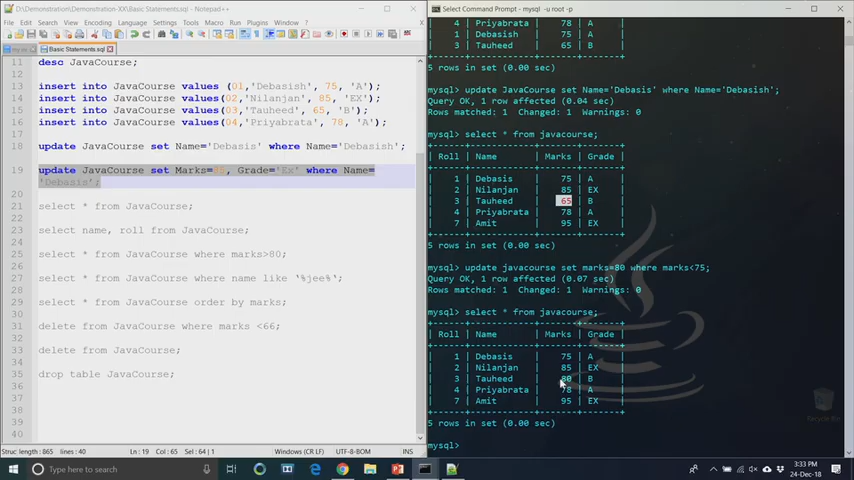 D:\Demonstration\Demonstration-XX\Basic Statements.sql - Notepad++
File Edit Search View Encoding Language Settings Tools Macro Run Plugins Window ?
Basic Statements.sql
11 desc JavaCourse;
12
13 insert into JavaCourse values (01,'Debasish', 75, 'A');
14 insert into JavaCourse values(02,'Nilanjan', 85, 'EX');
15 insert into JavaCourse values(03,'Tauheed', 65, 'B');
16 insert into JavaCourse values(04,'Priyabrata', 78, 'A');
17
18 update JavaCourse set Name='Debasis' where Name='Debasish';
19 update JavaCourse set Marks= , Grade='Ex' where Name=
'Debasis';
20
21 select * from JavaCourse;
22
23 select name, roll from JavaCourse;
24
25 select * from JavaCourse where marks>80;
26
27 select * from JavaCourse where name like '%jee%';
28
29 select * from JavaCourse order by marks;
30
31 delete from JavaCourse where marks <66;
32
33 delete from JavaCourse;
34
35 drop table JavaCourse;
36
37
38
39
40
Struc length : 865 lines : 40 Ln : 19 Col : 65 Sel : 64 | 1 Windows (CR LF) UTF-8-BOM INS
Select Command Prompt - mysql -u root -p
| 4 | Priyabrata | 78 | A |
| 1 | Debasish | 75 | A |
| 3 | Tauheed | 65 | B |
5 rows in set (0.00 sec)
mysql> update JavaCourse set Name='Debasis' where Name='Debasish';
Query OK, 1 row affected (0.04 sec)
Rows matched: 1 Changed: 1 Warnings: 0
mysql> select * from javacourse;
| Roll | Name | Marks | Grade |
| 1 | Debasis | 75 | A |
| 2 | Nilanjan | 85 | EX |
| 3 | Tauheed | 65 | B |
| 4 | Priyabrata | 78 | A |
| 7 | Amit | 95 | EX |
5 rows in set (0.00 sec)
mysql> update javacourse set marks=80 where marks<75;
Query OK, 1 row affected (0.07 sec)
Rows matched: 1 Changed: 1 Warnings: 0
mysql> select * from javacourse;
| Roll | Name | Marks | Grade |
| 1 | Debasis | 75 | A |
| 2 | Nilanjan | 85 | EX |
| 3 | Tauheed | 80 | B |
| 4 | Priyabrata | 78 | A |
| 7 | Amit | 95 | EX |
5 rows in set (0.00 sec)
mysql>
Recycle Bin
Type here to search
3:33 PM
24-Dec-18